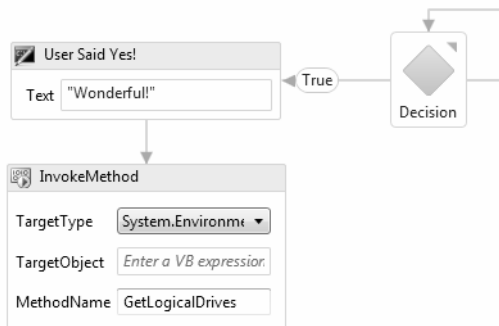 User Said Yes!
Text "Wonderful!"
True
Decision
InvokeMethod
TargetType System.Environme
TargetObject Enter a VB expression.
MethodName GetLogicalDrives